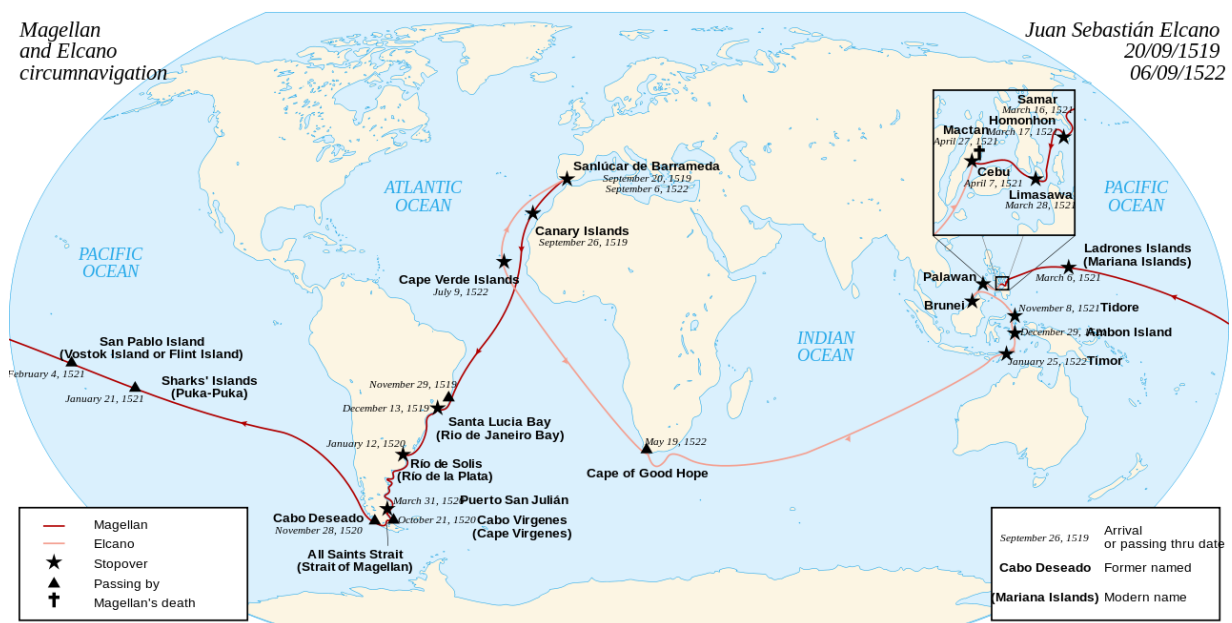 Magellan
and Elcano
circumnavigation
Juan Sebastián Elcano
20/09/1519
06/09/1522
Samar
March 16, 1521
Homonhon
March 17, 1521
Mactan
April 27, 1521
Cebu
April 7, 1521
Limasawa
March 28, 1521
Sanlúcar de Barrameda
September 20, 1519
September 6, 1522
ATLANTIC
OCEAN
PACIFIC
OCEAN
Canary Islands
September 26, 1519
PACIFIC
OCEAN
Ladrones Islands
(Mariana Islands)
March 6, 1521
Cape Verde Islands
July 9, 1522
Palawan
Brunei
November 8, 1521 Tidore
December 29, Ambon Island
January 25, 1522 Timor
INDIAN
OCEAN
San Pablo Island
(Vostok Island or Flint Island)
February 4, 1521
Sharks' Islands
(Puka-Puka)
January 21, 1521
November 29, 1519
December 13, 1519
Santa Lucia Bay
(Rio de Janeiro Bay)
January 12, 1520
Río de Solis
(Río de la Plata)
May 19, 1522
Cape of Good Hope
March 31, 1520 Puerto San Julián
Cabo Deseado
November 28, 1520
October 21, 1520 Cabo Virgenes
(Cape Virgenes)
All Saints Strait
(Strait of Magellan)
Magellan
Elcano
Stopover
Passing by
Magellan's death
September 26, 1519 Arrival
or passing thru date
Cabo Deseado Former named
(Mariana Islands) Modern name